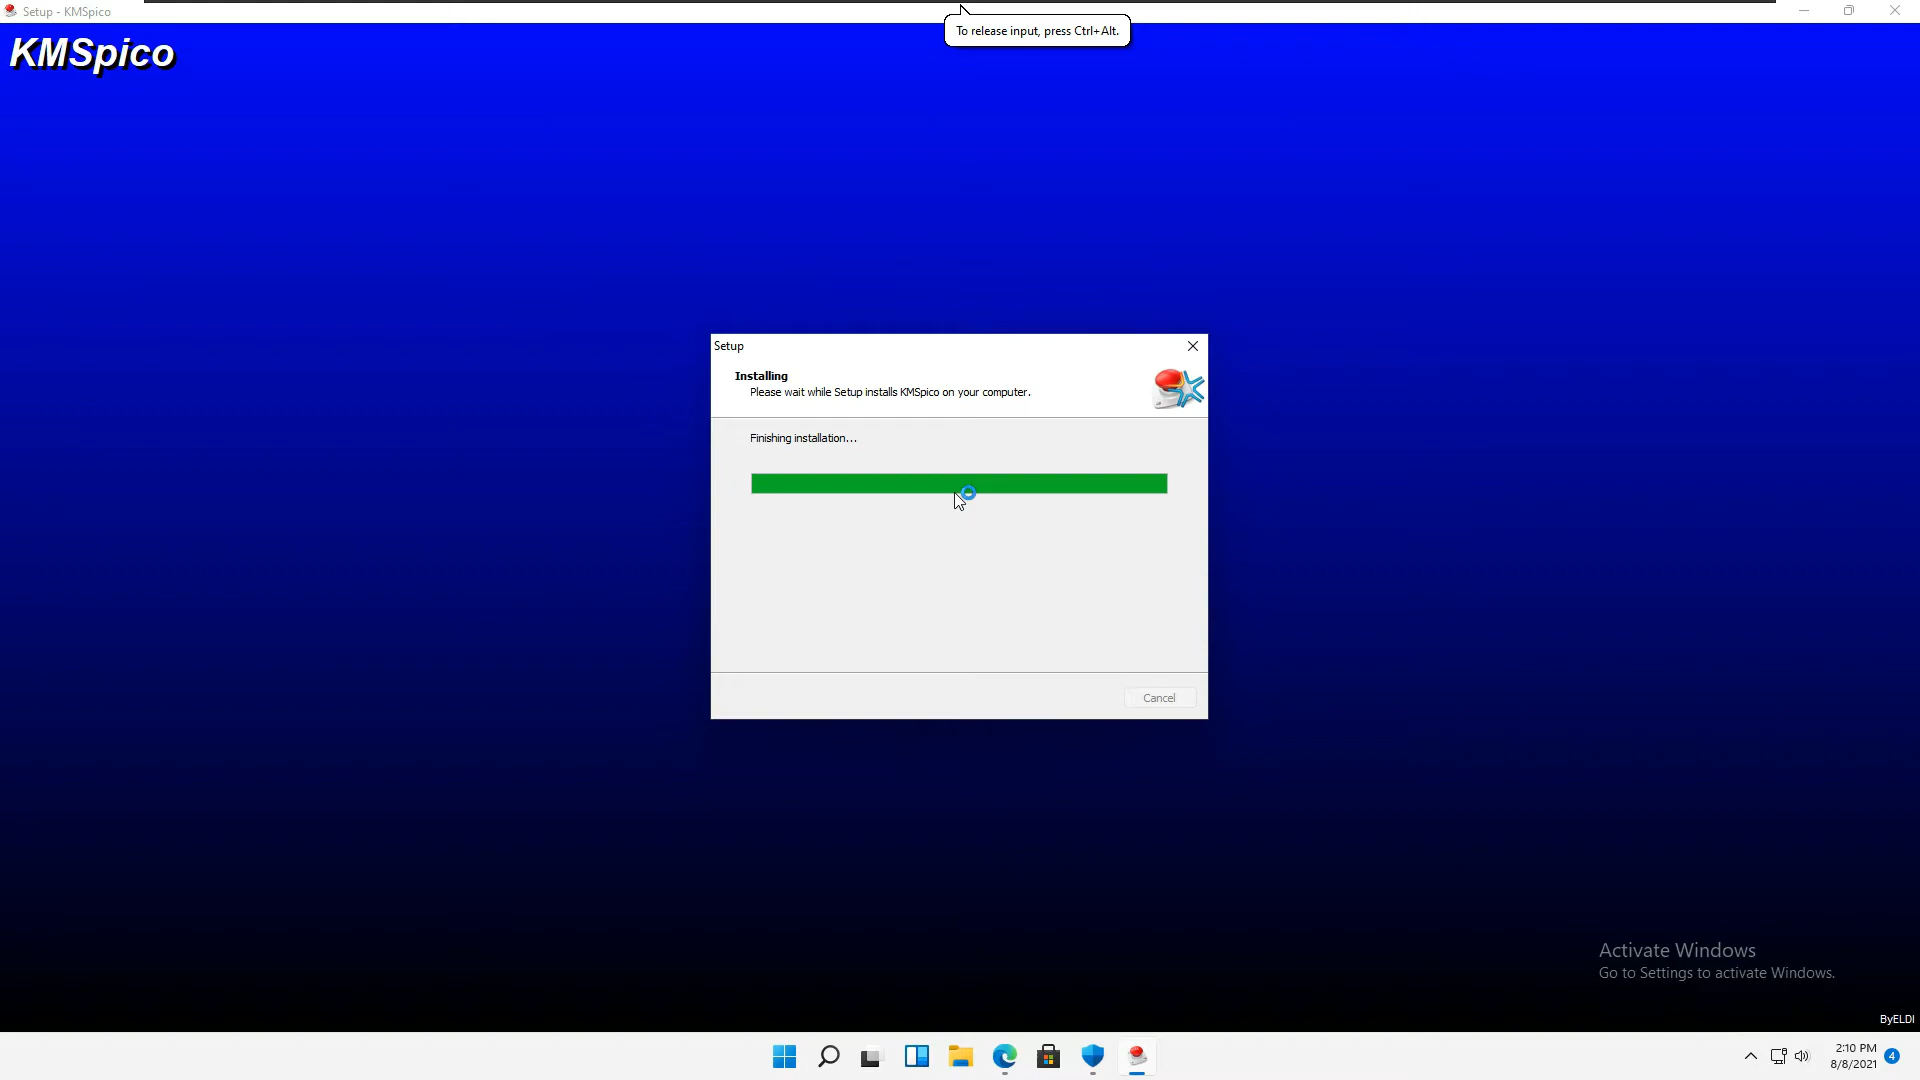 Setup - KMSpico
To release input, press Ctrl+Alt.
KMSpico
Setup
Installing
Please wait while Setup installs KMSpico on your computer.
Finishing installation...
Cancel
Activate Windows
Go to Settings to activate Windows.
ByELDI
2:10 PM
8/8/2021
4